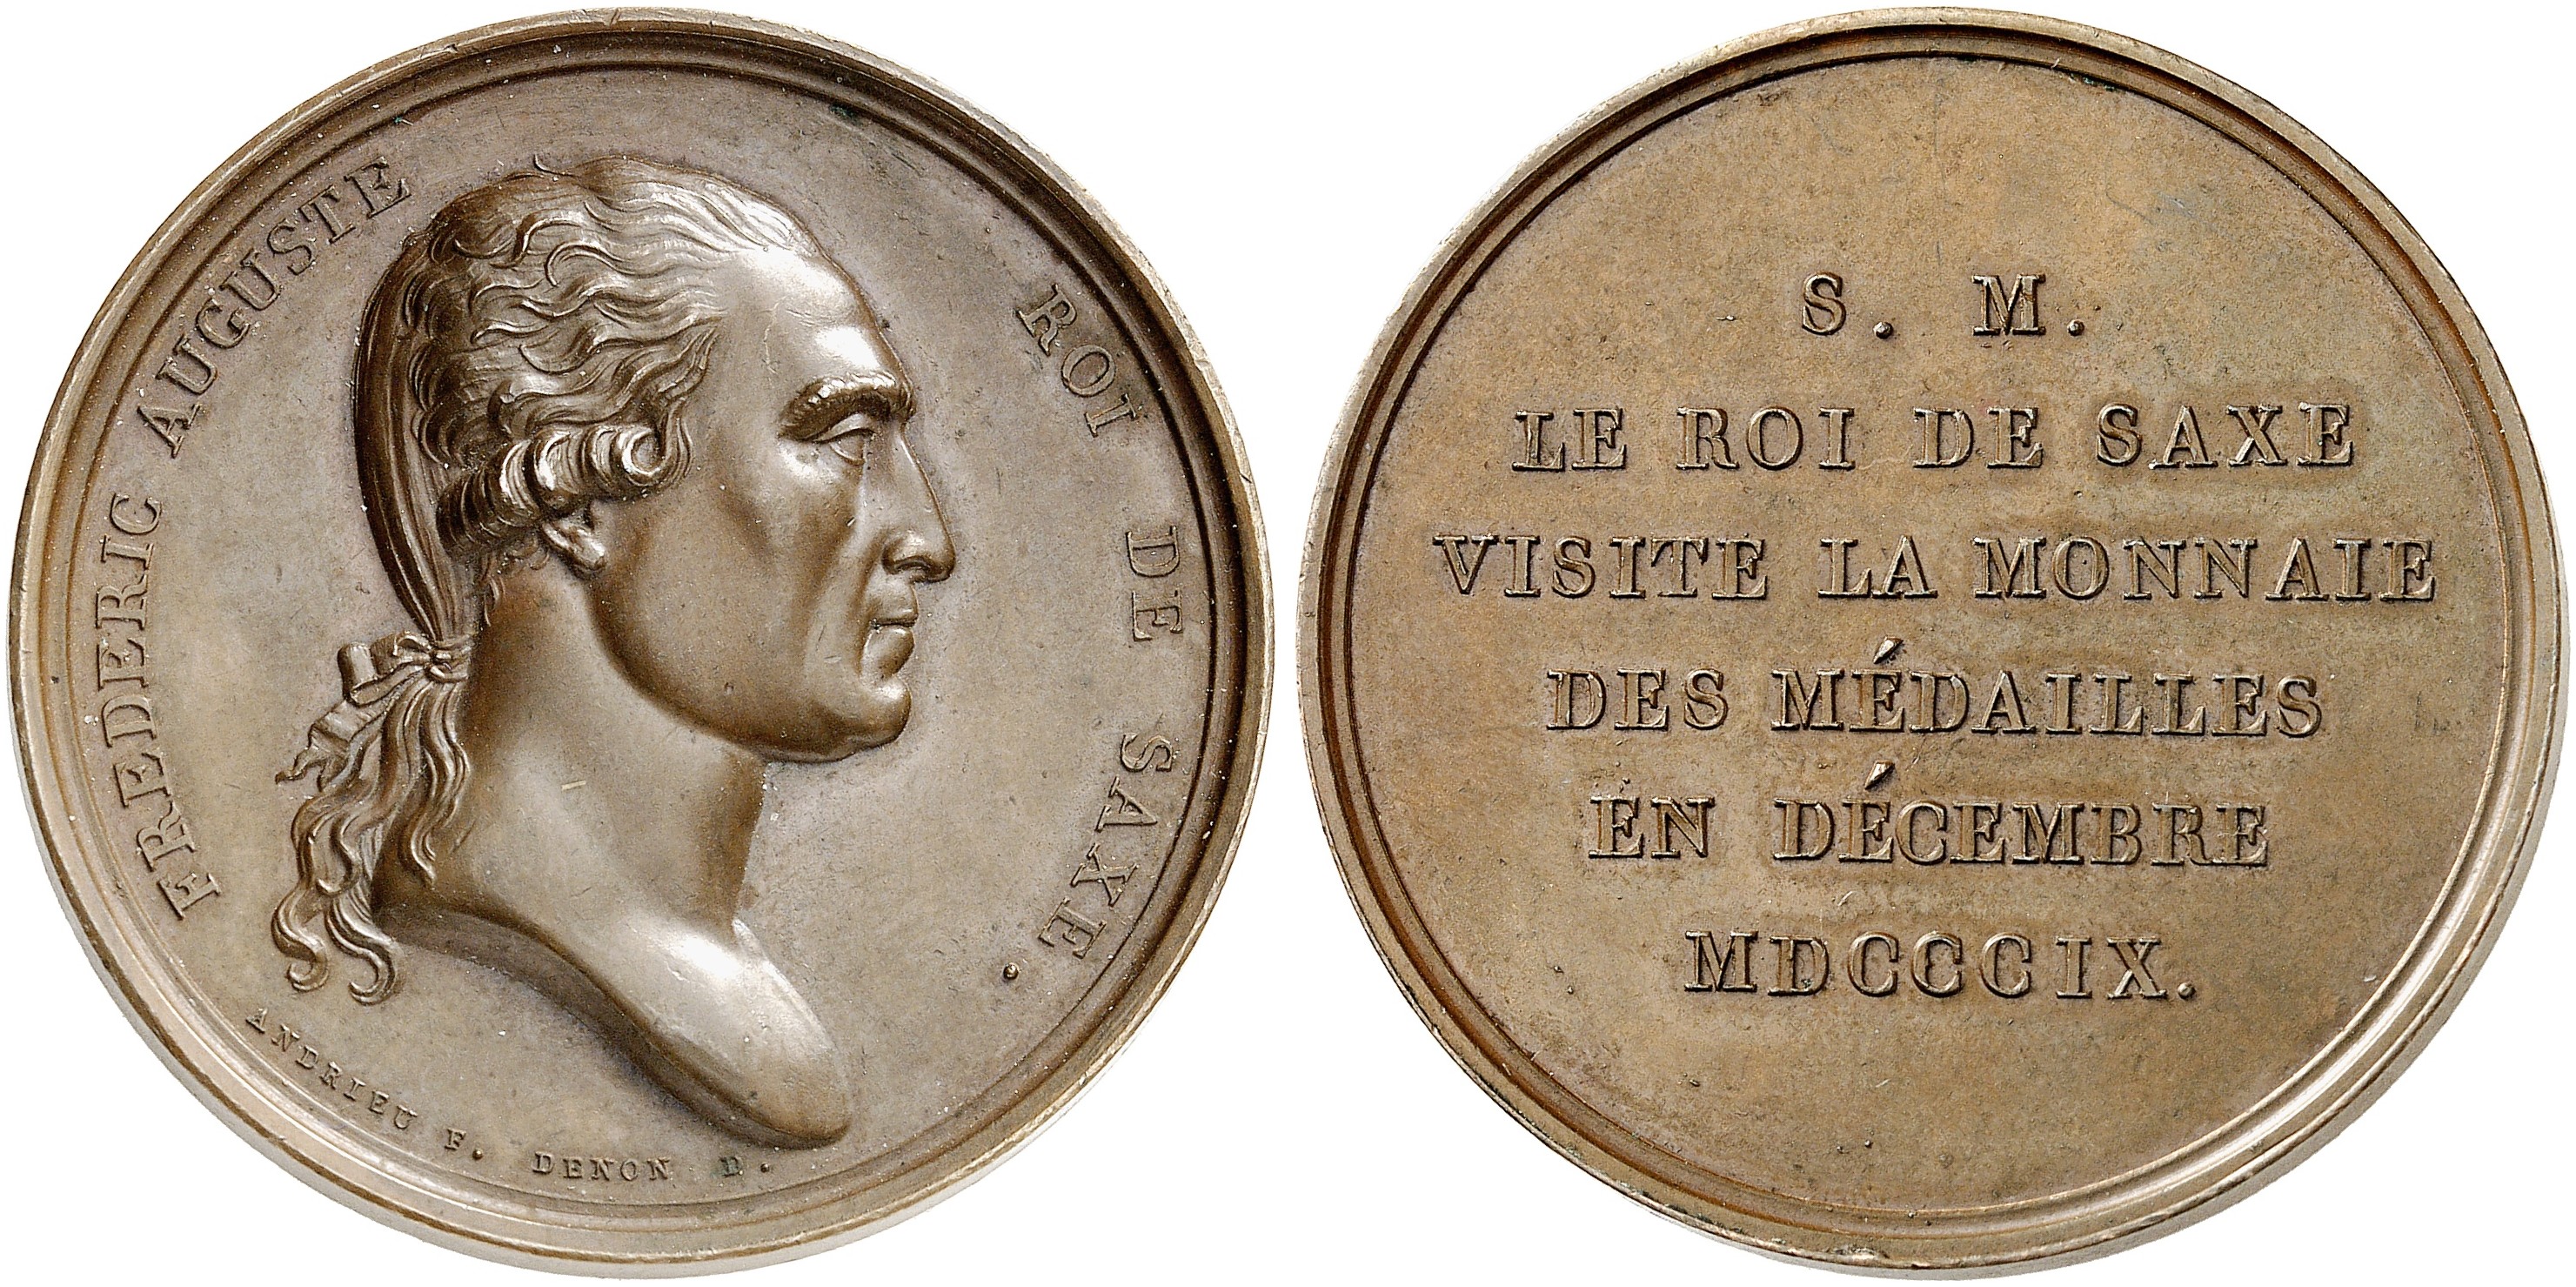 FREDERIC AUGUSTE ROI DE SAXE.
ANDRIEU F. DENON D.
S. M.
LE ROI DE SAXE
VISITE LA MONNAIE
DES MÉDAILLES
EN DÉCEMBRE
MDCCCIX.